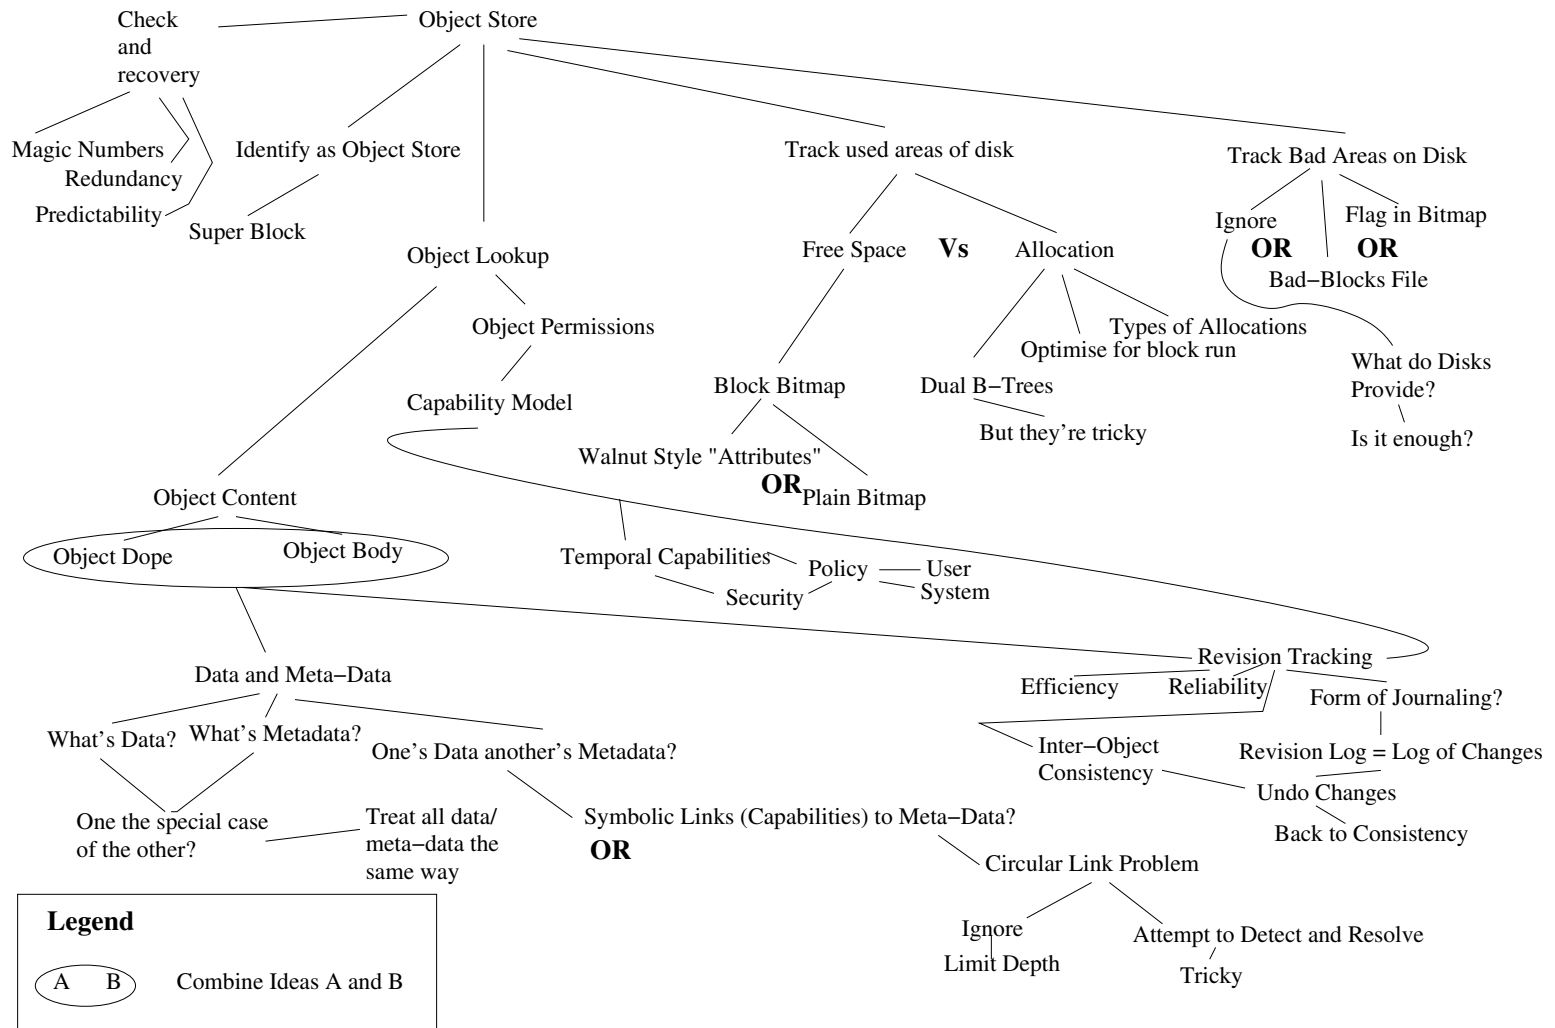 Check
and
recovery
Object Store
Magic Numbers
Redundancy
Predictability
Identify as Object Store
Super Block
Track used areas of disk
Track Bad Areas on Disk
Ignore
OR
Flag in Bitmap
OR
Bad−Blocks File
Object Lookup
Free Space
Vs
Allocation
Object Permissions
Types of Allocations
Optimise for block run
What do Disks
Provide?
Is it enough?
Capability Model
Block Bitmap
Dual B−Trees
But they're tricky
Walnut Style "Attributes"
OR
Plain Bitmap
Object Content
Object Dope
Object Body
Temporal Capabilities
Policy
User
System
Security
Data and Meta−Data
Revision Tracking
Efficiency
Reliability
Form of Journaling?
What's Data?
What's Metadata?
One's Data another's Metadata?
Inter−Object
Consistency
Revision Log = Log of Changes
Undo Changes
Back to Consistency
One the special case
of the other?
Treat all data/
meta−data the
same way
Symbolic Links (Capabilities) to Meta−Data?
OR
Circular Link Problem
Ignore
Limit Depth
Attempt to Detect and Resolve
Tricky
Legend
A B
Combine Ideas A and B